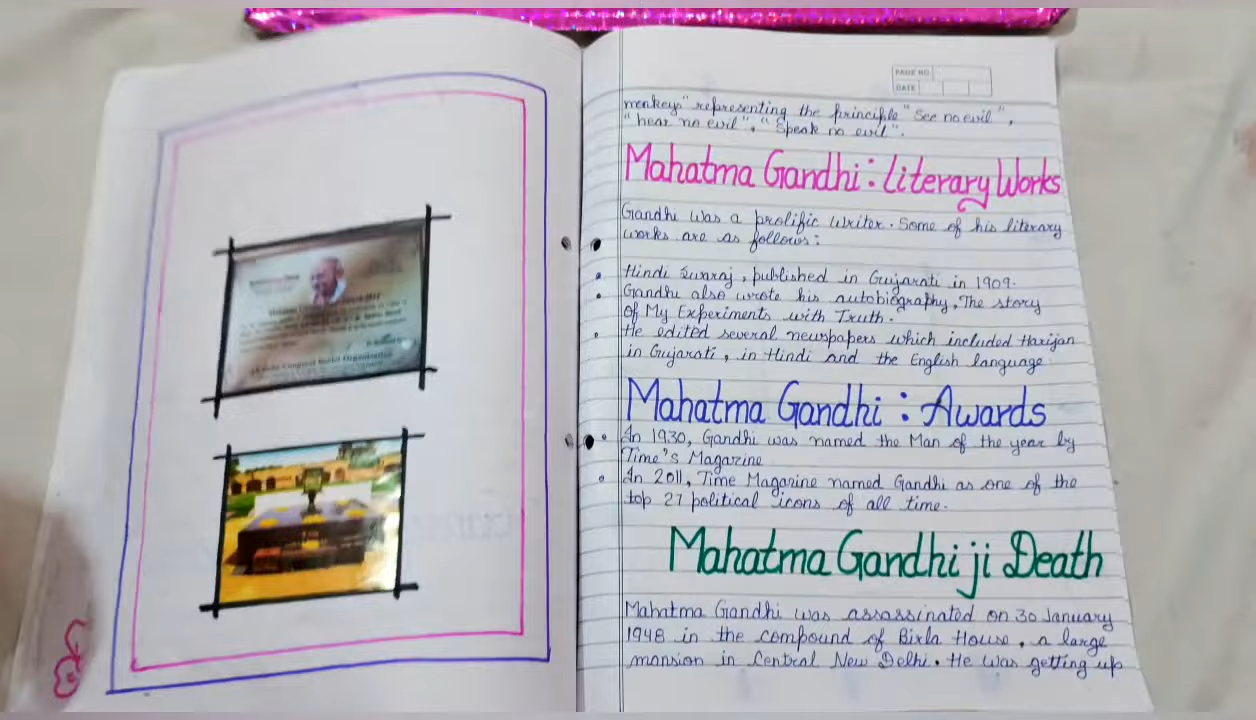 PAGE NO
DATE
monkeys" representing the principle "See no evil",
"hear no evil", "Speak no evil".
Mahatma Gandhi : Literary Works
Gandhi was a prolific writer. Some of his literary
works are as follows:
• Hindi Swaraj, published in Gujarati in 1909.
• Gandhi also wrote his autobiography, The story
of My Experiments with Truth.
• He edited several newspapers which included Harijan
in Gujarati, in Hindi and the English language
Mahatma Gandhi : Awards
• In 1930, Gandhi was named the Man of the year by
Time's Magazine
• In 2011, Time Magazine named Gandhi as one of the
top 27 political icons of all time.
Mahatma Gandhi ji Death
Mahatma Gandhi was assassinated on 30 January
1948 in the compound of Birla House, a large
mansion in Central New Delhi. He was getting up